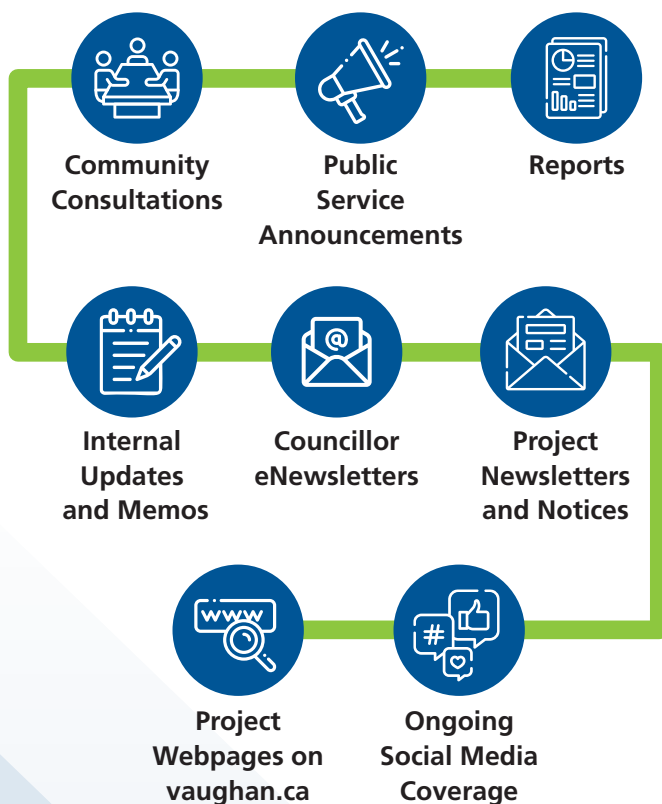 Community
Consultations
Public
Service
Announcements
Reports
Internal
Updates
and Memos
@
Councillor
eNewsletters
Project
Newsletters
and Notices
www
Project
Webpages on
vaughan.ca
#
Ongoing
Social Media
Coverage